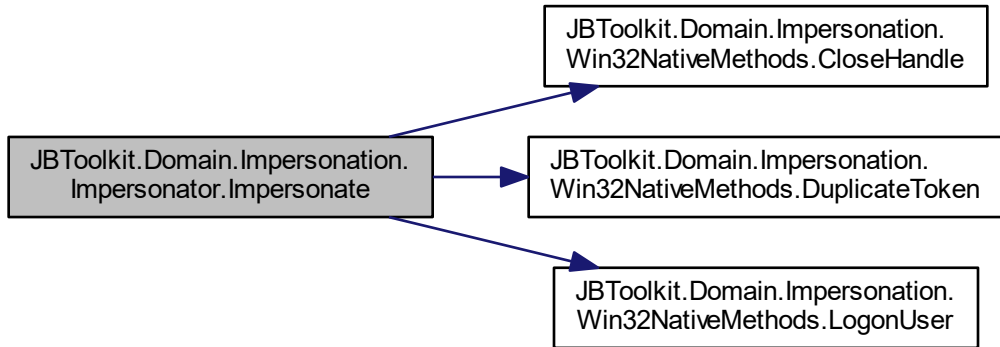 JBToolkit.Domain.Impersonation.
Impersonator.Impersonate
JBToolkit.Domain.Impersonation.
Win32NativeMethods.CloseHandle
JBToolkit.Domain.Impersonation.
Win32NativeMethods.DuplicateToken
JBToolkit.Domain.Impersonation.
Win32NativeMethods.LogonUser